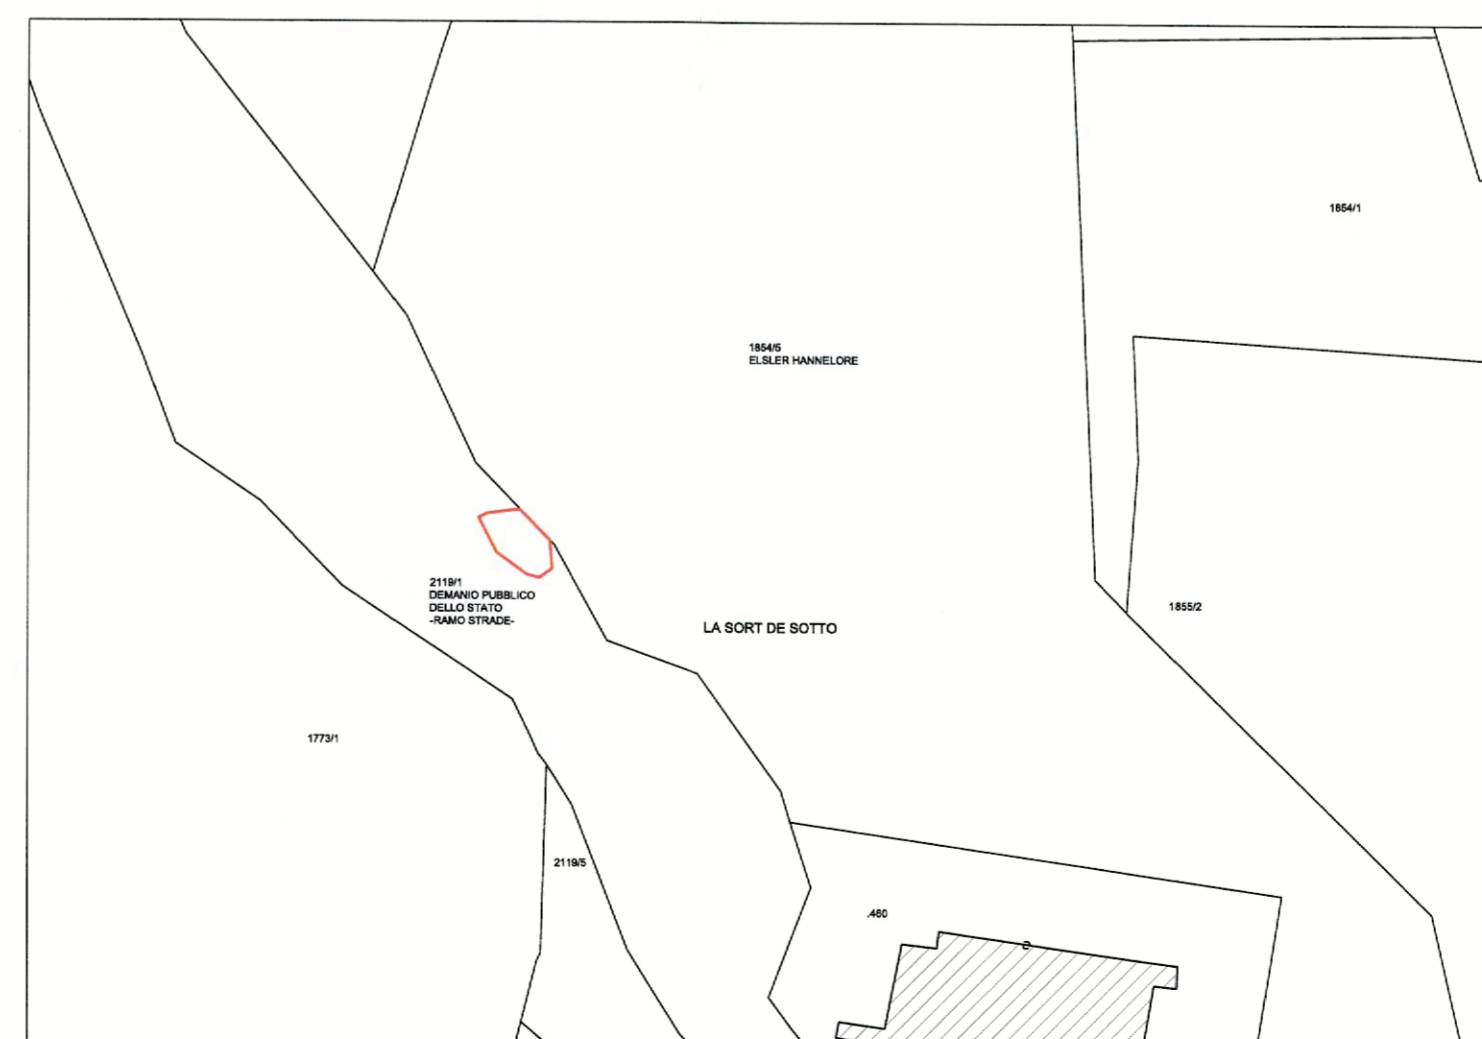 1854/1
1854/5
ELSLER HANNELORE
2119/1
DEMANIO PUBBLICO
DELLO STATO
-RAMO STRADE-
1855/2
LA SORT DE SOTTO
1773/1
2119/5
.460
2